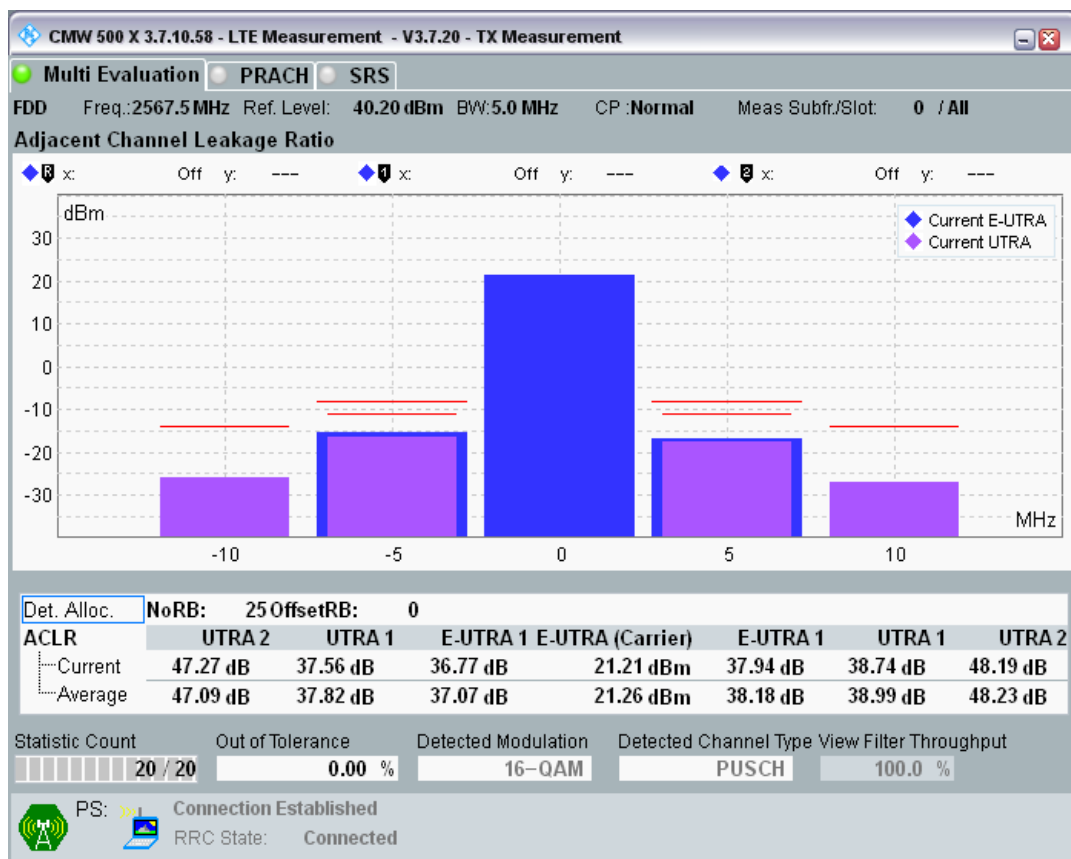 CMW 500 X 3.7.10.58 - LTE Measurement - V3.7.20 - TX Measurement
Multi Evaluation PRACH SRS
FDD Freq.:2567.5 MHz Ref. Level: 40.20 dBm BW:5.0 MHz CP :Normal Meas Subfr./Slot: 0 / All
Adjacent Channel Leakage Ratio
R x: Off y: --- 1 x: Off y: --- 2 x: Off y: ---
dBm
Current E-UTRA
Current UTRA
30
20
10
0
-10
-20
-30
MHz
-10 -5 0 5 10
Det. Alloc. NoRB: 25 OffsetRB: 0
ACLR UTRA 2 UTRA 1 E-UTRA 1 E-UTRA (Carrier) E-UTRA 1 UTRA 1 UTRA 2
Current 47.27 dB 37.56 dB 36.77 dB 21.21 dBm 37.94 dB 38.74 dB 48.19 dB
Average 47.09 dB 37.82 dB 37.07 dB 21.26 dBm 38.18 dB 38.99 dB 48.23 dB
Statistic Count Out of Tolerance Detected Modulation Detected Channel Type View Filter Throughput
20 / 20 0.00 % 16-QAM PUSCH 100.0 %
PS: Connection Established
RRC State: Connected